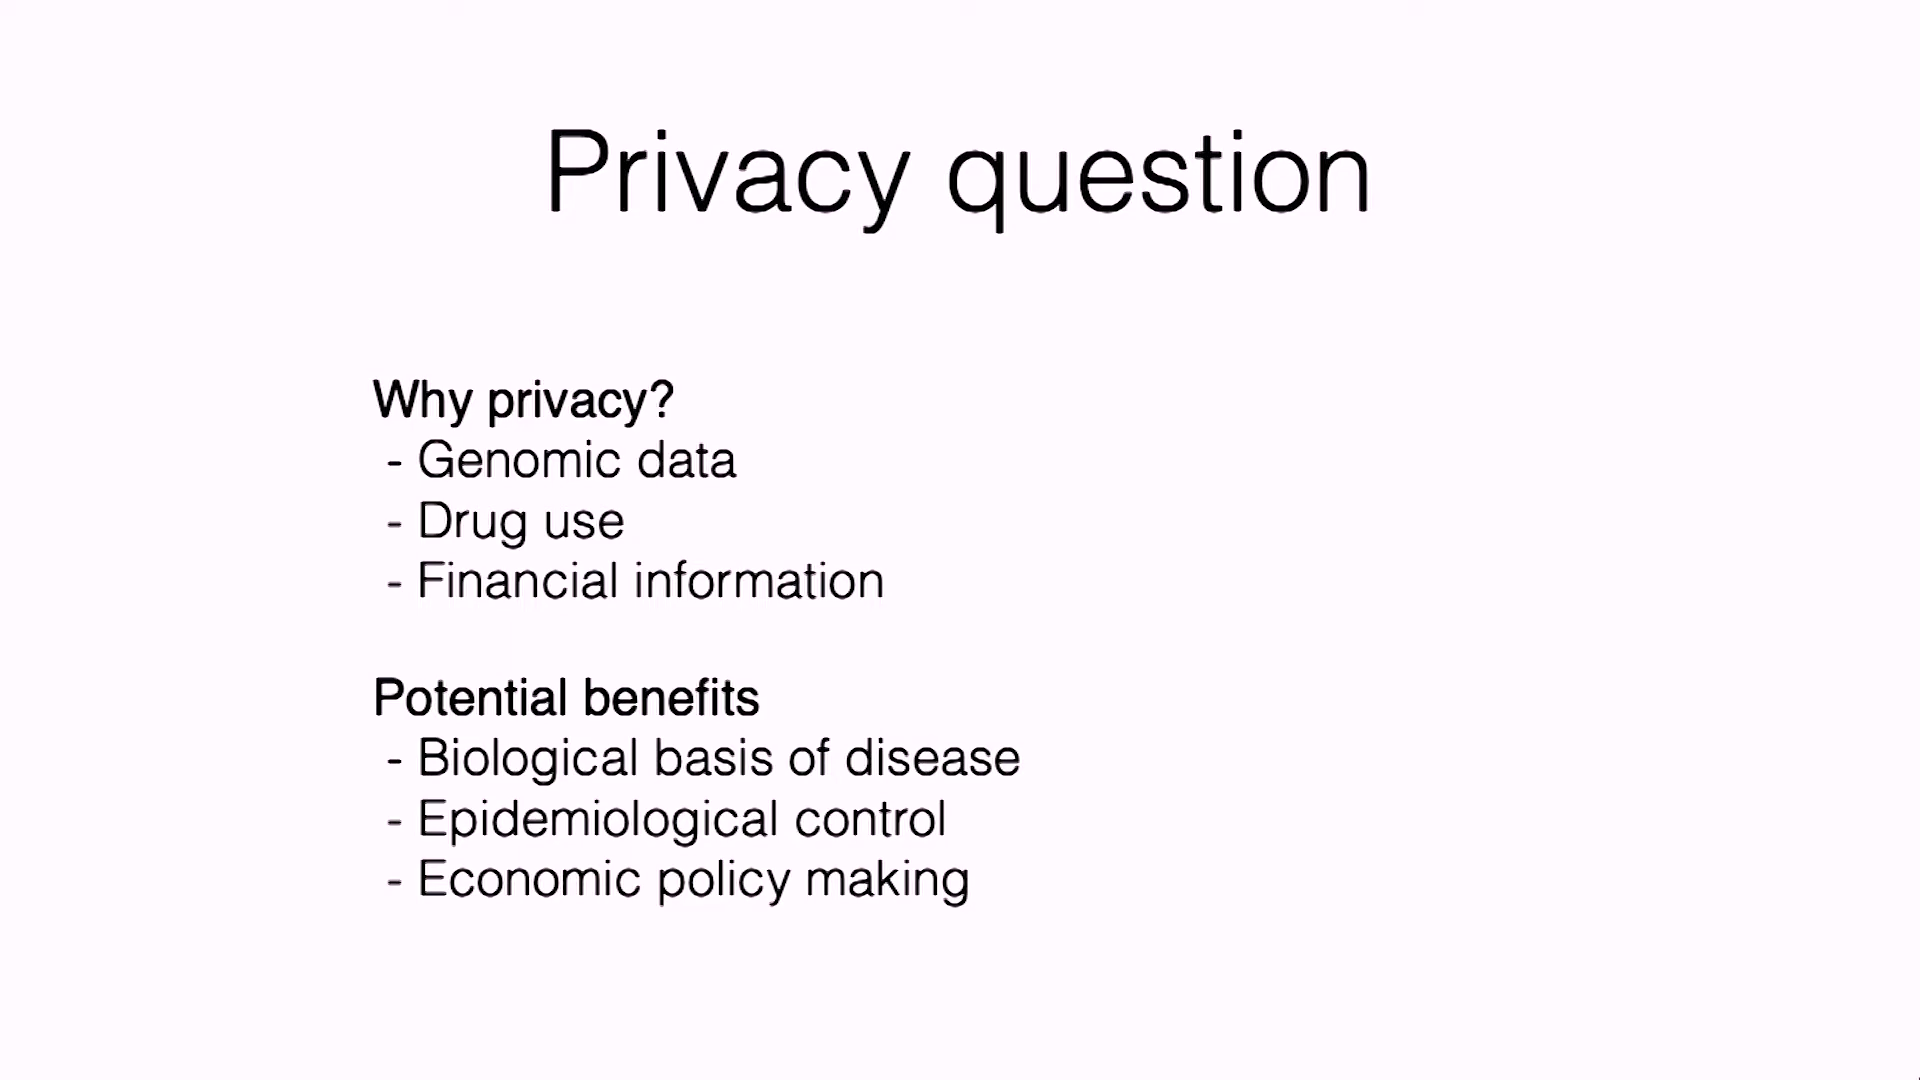 Privacy question
Why privacy?
- Genomic data
- Drug use
- Financial information
Potential benefits
- Biological basis of disease
- Epidemiological control
- Economic policy making